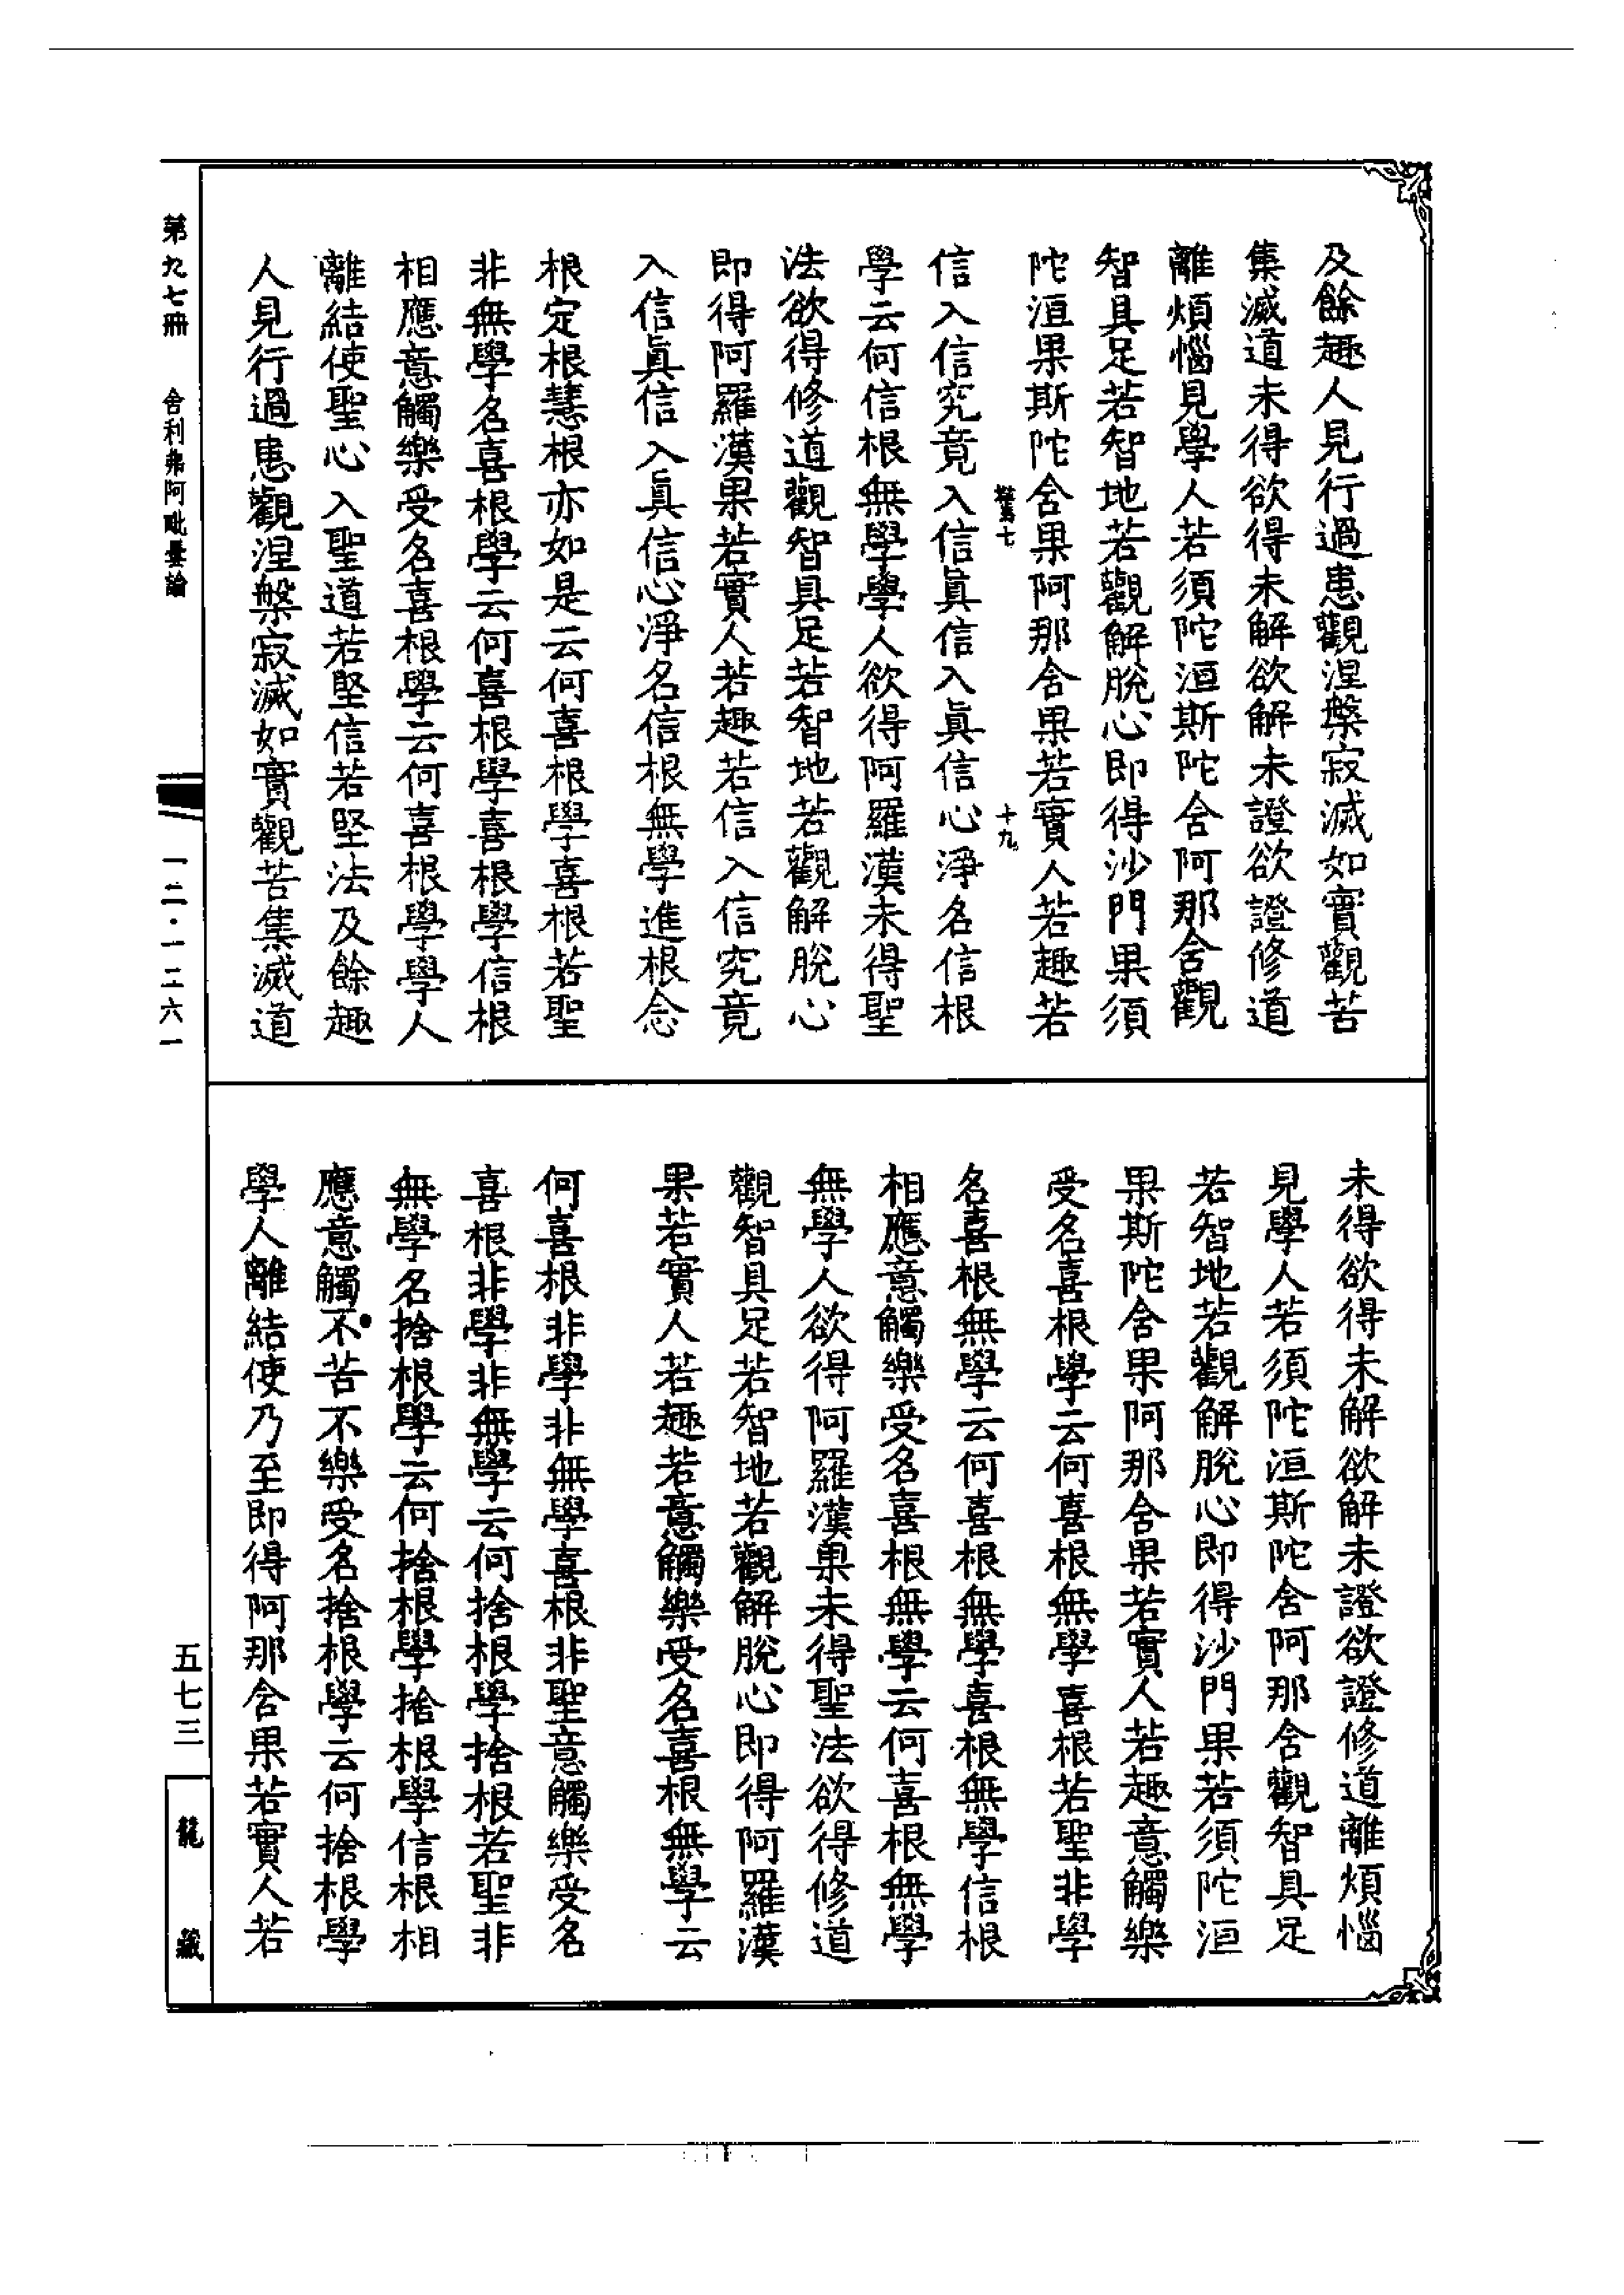 及餘趣人見行過患觀涅槃寂滅如實觀苦
集滅道未得欲得未解欲解未證欲證修道
離煩惱見學人若須陀洹斯陀含阿那含觀
智具足若智地若觀解脫心即得沙門果須
陀洹果斯陀含果阿那含果若實人若趣若
十九
信入信究竟入信眞信入眞信心淨名信根
學云何信根無學學人欲得阿羅漢未得聖
法欲得修道觀智具足若智地若觀解脫心
即得阿羅漢果若實人若趣若信入信究竟
入信眞信入眞信心淨名信根無學進根念
根定根慧根亦如是云何喜根學喜根若聖
非無學名喜根學云何喜根學喜根學信根
相應意觸樂受名喜根學云何喜根學學人
離結使聖心入聖道若堅信若堅法及餘趣
人見行過患觀涅槃寂滅如實觀苦集滅道
未得欲得未解欲解未證欲證修道離煩惱
見學人若須陀洹斯陀含阿那含觀智具足
若智地若觀解脫心即得沙門果若須陀洹
果斯陀含果阿那含果若實人若趣意觸樂
受名喜根學云何喜根無學喜根若聖非學
名喜根無學云何喜根無學喜根無學信根
相應意觸樂受名喜根無學云何喜根無學
無學人欲得阿羅漢果未得聖法欲得修道
觀智具足若智地若觀解脫心即得阿羅漢
果若實人若趣若意觸樂受名喜根無學云
何喜根非學非無學喜根非聖意觸樂受名
喜根非學非無學云何捨根學捨根若聖非
無學名捨根學云何捨根學捨根學信根相
應意觸不苦不樂受名捨根學云何捨根學
學人離結使乃至即得阿那含果若實人若
第九七冊 舍利弗阿毗曇論
一二·一二六一
五七三
龍藏